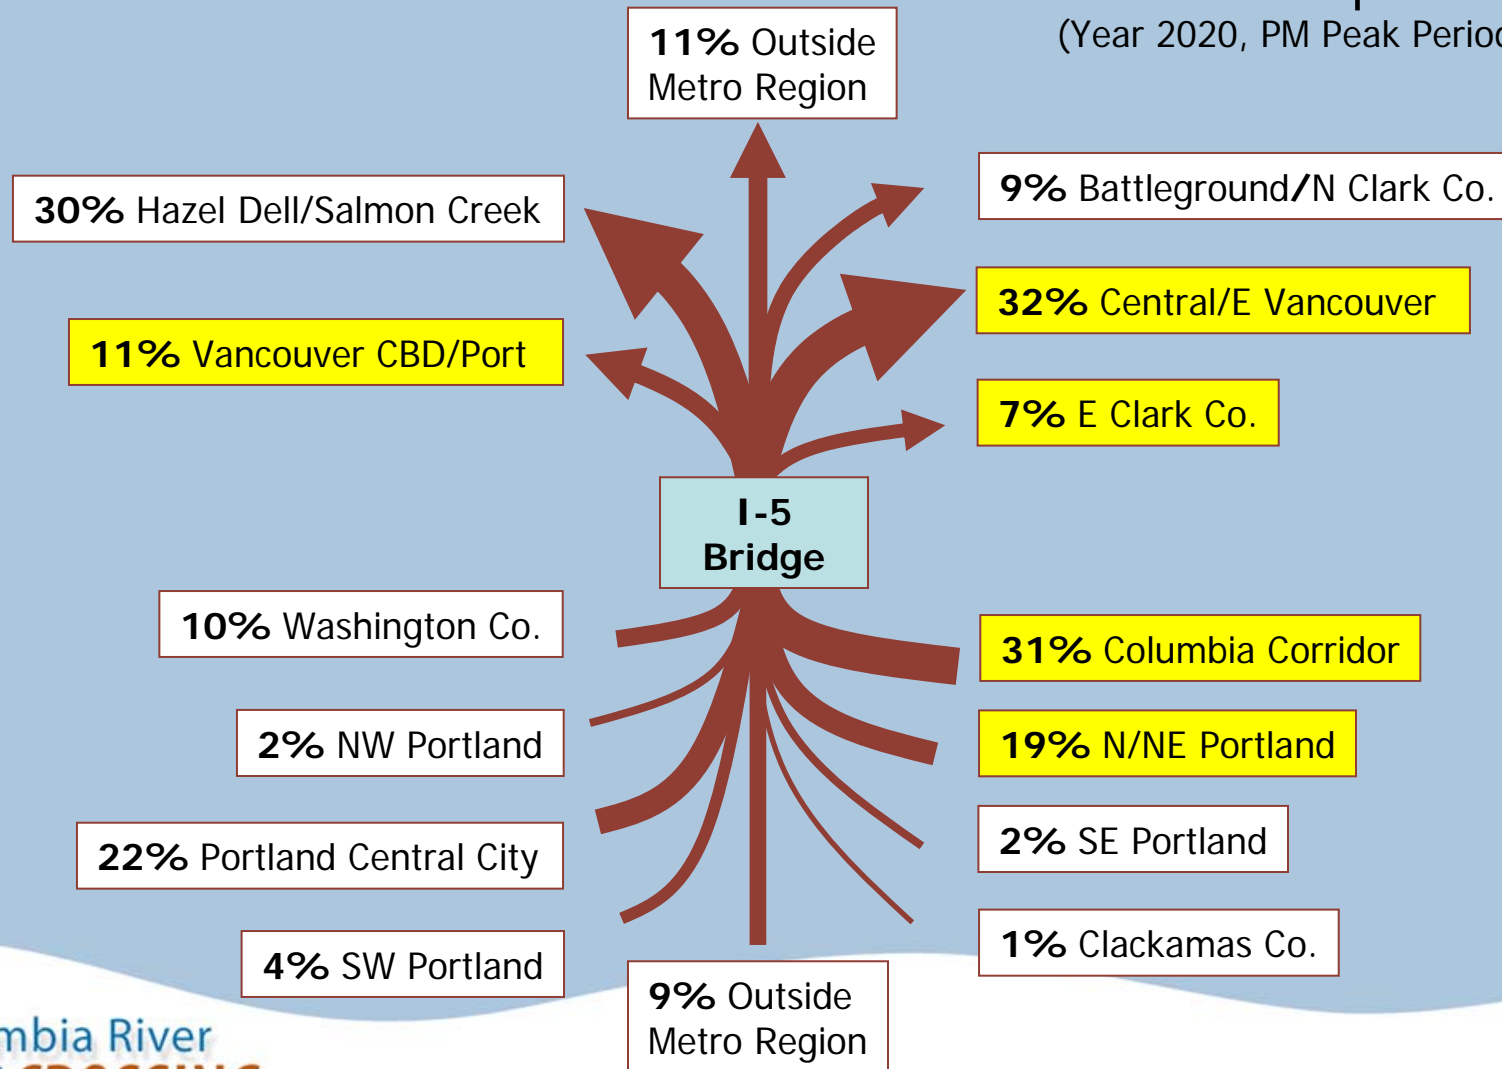 (Year 2020, PM Peak Period
11% Outside
Metro Region
9% Battleground/N Clark Co.
30% Hazel Dell/Salmon Creek
32% Central/E Vancouver
11% Vancouver CBD/Port
7% E Clark Co.
I-5
Bridge
10% Washington Co.
31% Columbia Corridor
2% NW Portland
19% N/NE Portland
22% Portland Central City
2% SE Portland
4% SW Portland
1% Clackamas Co.
9% Outside
Metro Region
mbia River